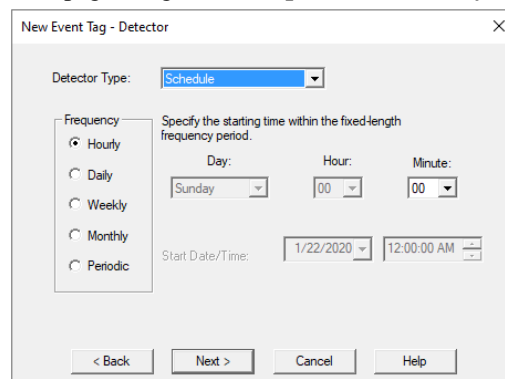 New Event Tag - Detector
Detector Type: Schedule
Frequency
Specify the starting time within the fixed-length
frequency period.
Hourly
Day: Hour: Minute:
Daily
Sunday 00 00
Weekly
Monthly
Start Date/Time: 1/22/2020 12:00:00 AM
Periodic
< Back Next > Cancel Help